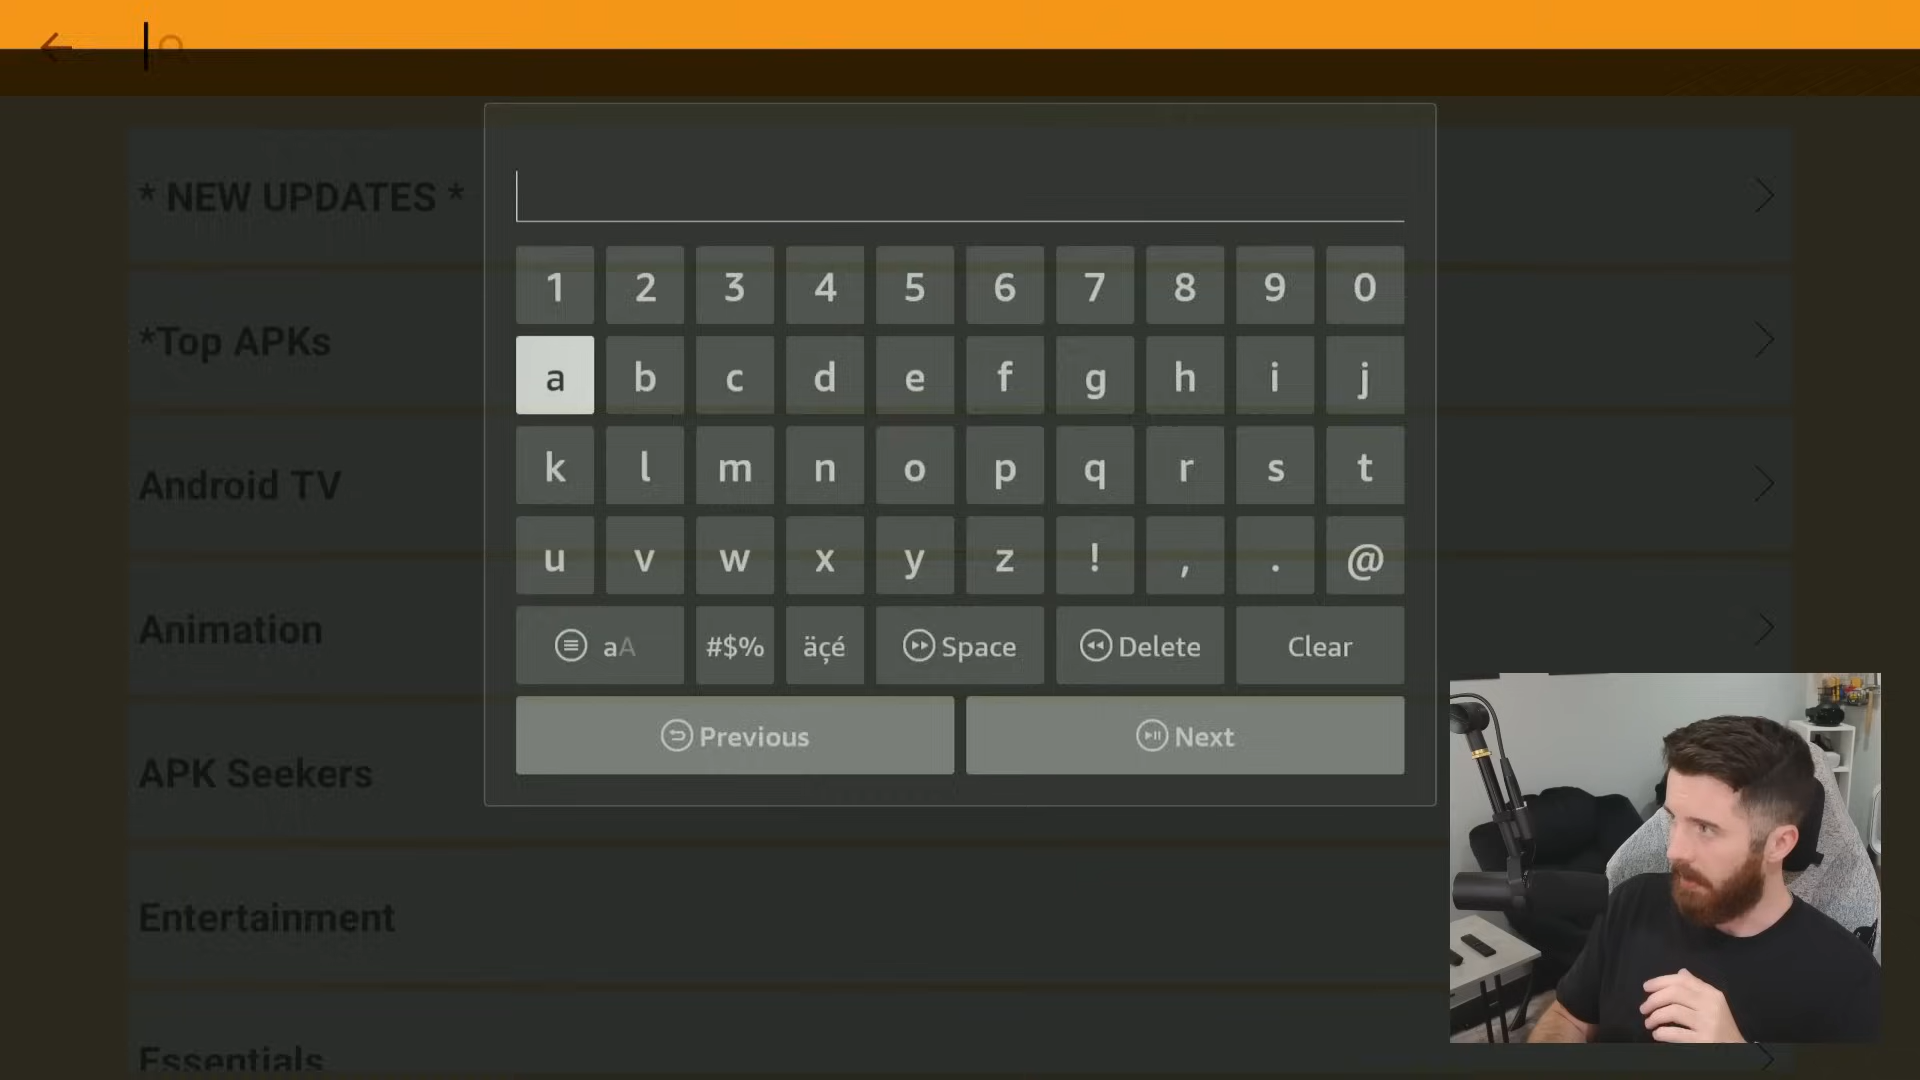 * NEW UPDATES *
*Top APKs
Android TV
Animation
APK Seekers
Entertainment
Essentials
1 2 3 4 5 6 7 8 9 0
a b c d e f g h i j
k l m n o p q r s t
u v w x y z ! , . @
aA #$% äçé Space Delete Clear
Previous Next